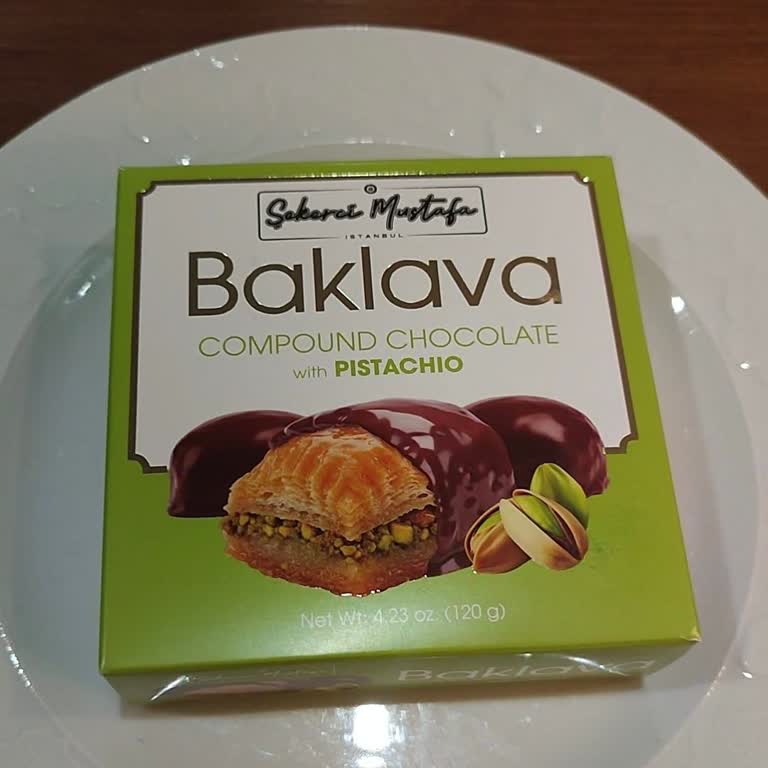 Şekerci Mustafa
ISTANBUL
Baklava
COMPOUND CHOCOLATE
with PISTACHIO
Net Wt: 4.23 oz. (120 g)
Baklava